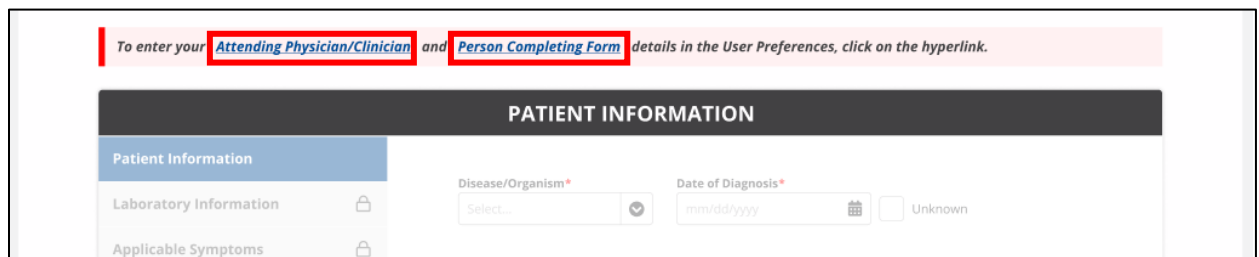 To enter your Attending Physician/Clinician and Person Completing Form details in the User Preferences, click on the hyperlink.
PATIENT INFORMATION
Patient Information
Disease/Organism*
Date of Diagnosis*
Laboratory Information
Select...
mm/dd/yyyy
Unknown
Applicable Symptoms